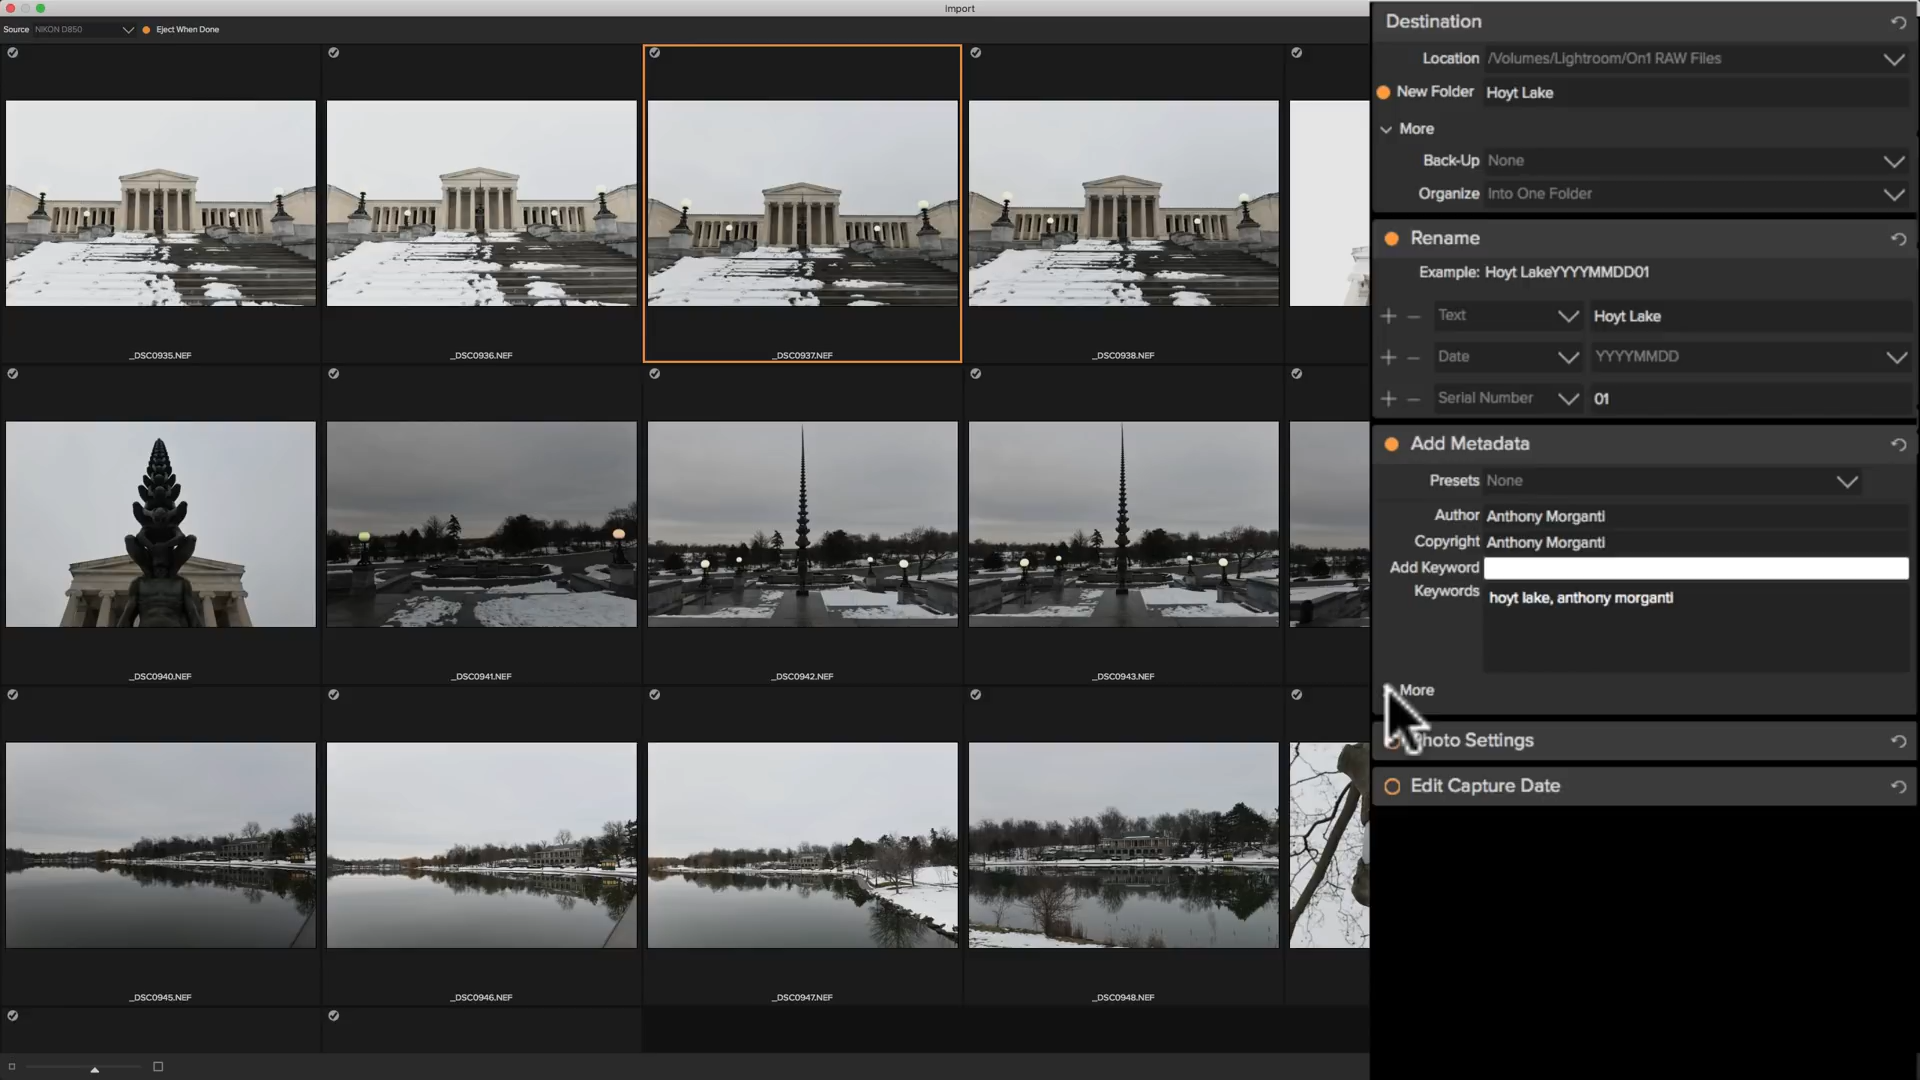 Import
Source NIKON D850 Eject When Done
_DSC0935.NEF
_DSC0936.NEF
_DSC0937.NEF
_DSC0938.NEF
_DSC0940.NEF
_DSC0941.NEF
_DSC0942.NEF
_DSC0943.NEF
_DSC0945.NEF
_DSC0946.NEF
_DSC0947.NEF
_DSC0948.NEF
Destination
Location /Volumes/Lightroom/On1 RAW Files
New Folder Hoyt Lake
More
Back-Up None
Organize Into One Folder
Rename
Example: Hoyt LakeYYYYMMDD01
Text Hoyt Lake
Date YYYYMMDD
Serial Number 01
Add Metadata
Presets None
Author Anthony Morganti
Copyright Anthony Morganti
Add Keyword
Keywords hoyt lake, anthony morganti
More
Photo Settings
Edit Capture Date